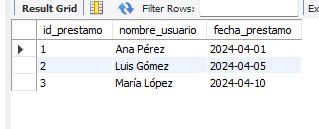 Result Grid Filter Rows: Ex
id_prestamo nombre_usuario fecha_prestamo
1 Ana Pérez 2024-04-01
2 Luis Gómez 2024-04-05
3 María López 2024-04-10